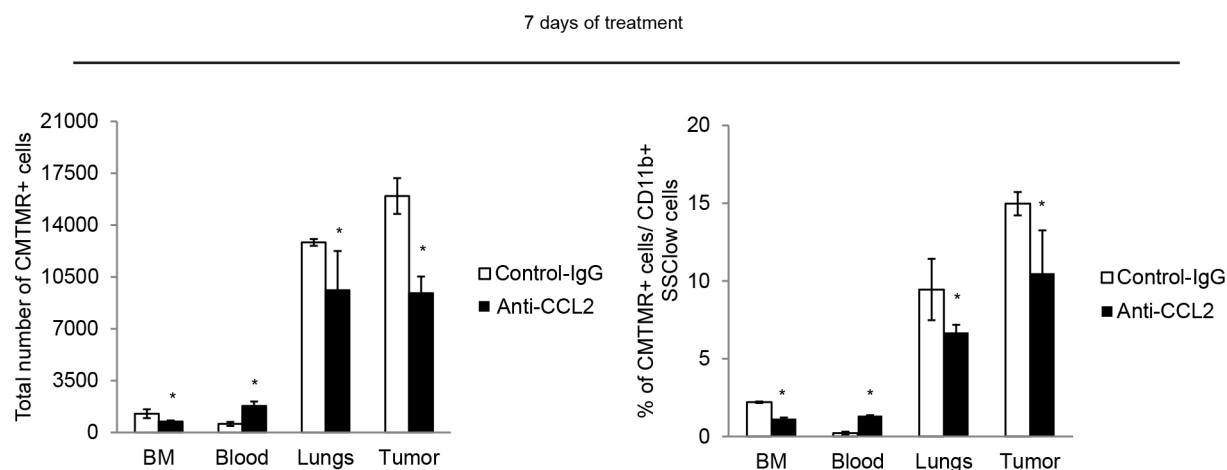 7 days of treatment
Total number of CMTMR+ cells
21000
17500
14000
10500
7000
3500
0
*
*
*
*
BM Blood Lungs Tumor
Control-IgG
Anti-CCL2
% of CMTMR+ cells/ CD11b+
SSClow cells
20
15
10
5
0
*
*
*
*
BM Blood Lungs Tumor
Control-IgG
Anti-CCL2